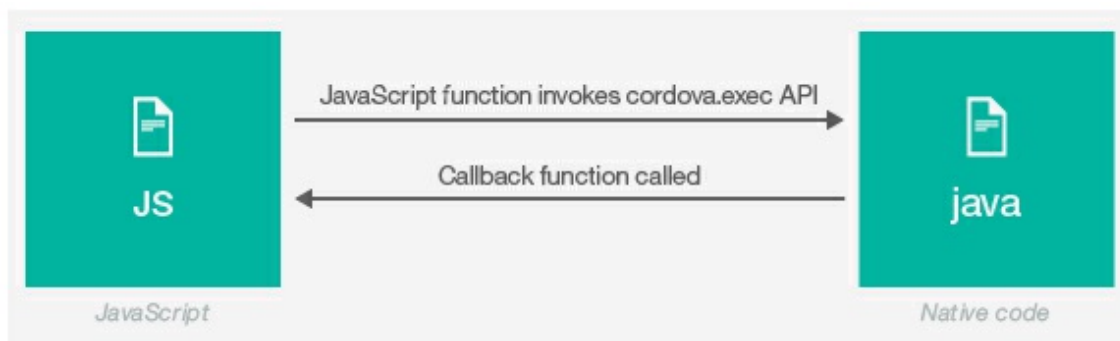 JavaScript function invokes cordova.exec API
Callback function called
JS
java
JavaScript
Native code